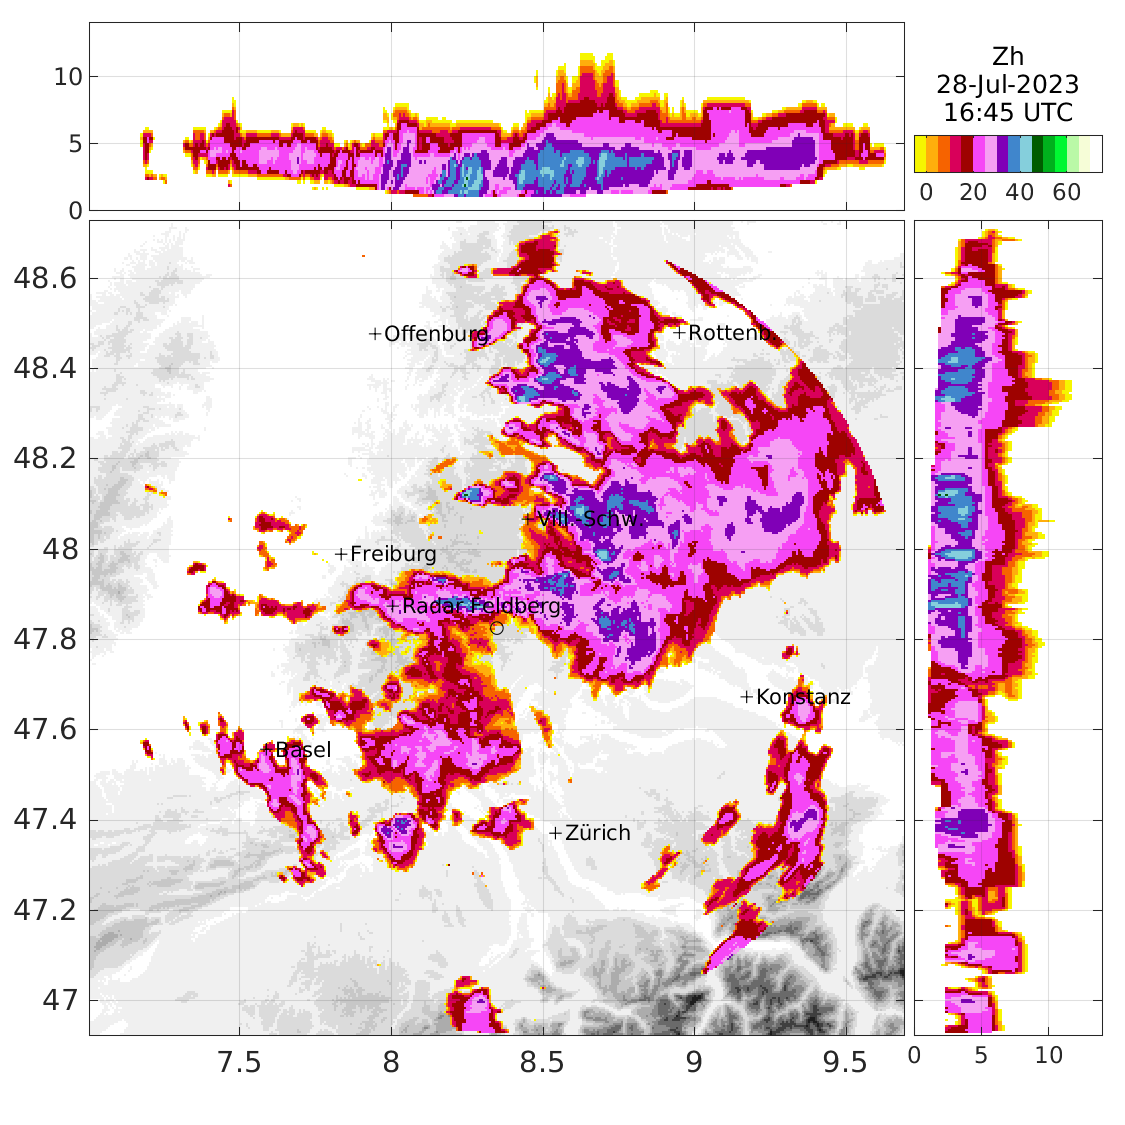 10
5
0
Zh
28-Jul-2023
16:45 UTC
0 20 40 60
48.6
48.4
48.2
48
47.8
47.6
47.4
47.2
47
+Offenburg
+Rottenb.
+Vill.-Schw.
+Freiburg
+Radar Feldberg
+Konstanz
+Basel
+Zürich
7.5 8 8.5 9 9.5
0 5 10